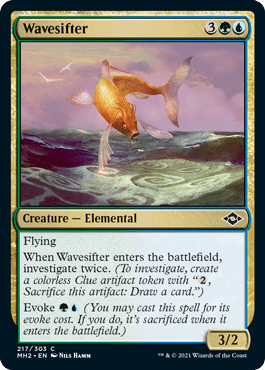 Wavesifter 3
Creature — Elemental
Flying
When Wavesifter enters the battlefield,
investigate twice. (To investigate, create
a colorless Clue artifact token with “2,
Sacrifice this artifact: Draw a card.”)
Evoke (You may cast this spell for its
evoke cost. If you do, it’s sacrificed when it
enters the battlefield.)
3/2
217/303 C
MH2 • EN Nils Hamm ™ & © 2021 Wizards of the Coast